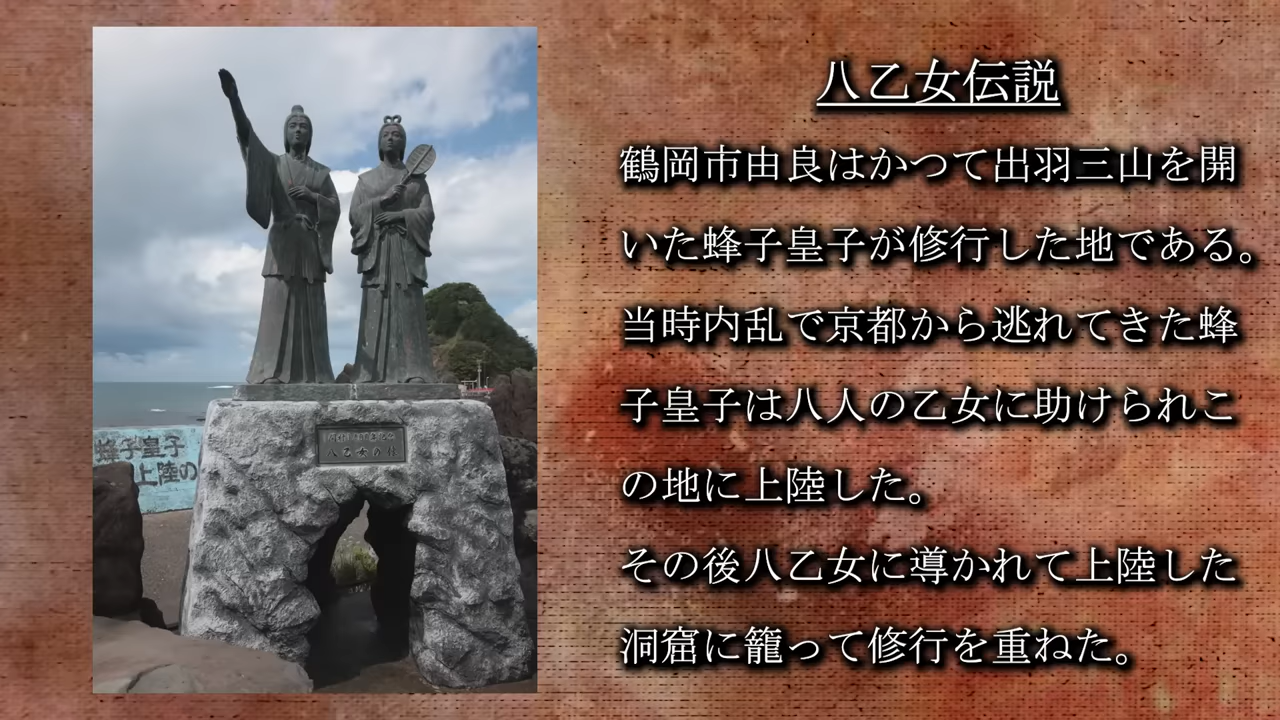 八乙女伝説
鶴岡市由良はかつて出羽三山を開
いた蜂子皇子が修行した地である。
当時内乱で京都から逃れてきた蜂
子皇子は八人の乙女に助けられこ
の地に上陸した。
その後八乙女に導かれて上陸した
洞窟に籠って修行を重ねた。
蜂子皇子
上陸の
八乙女の像